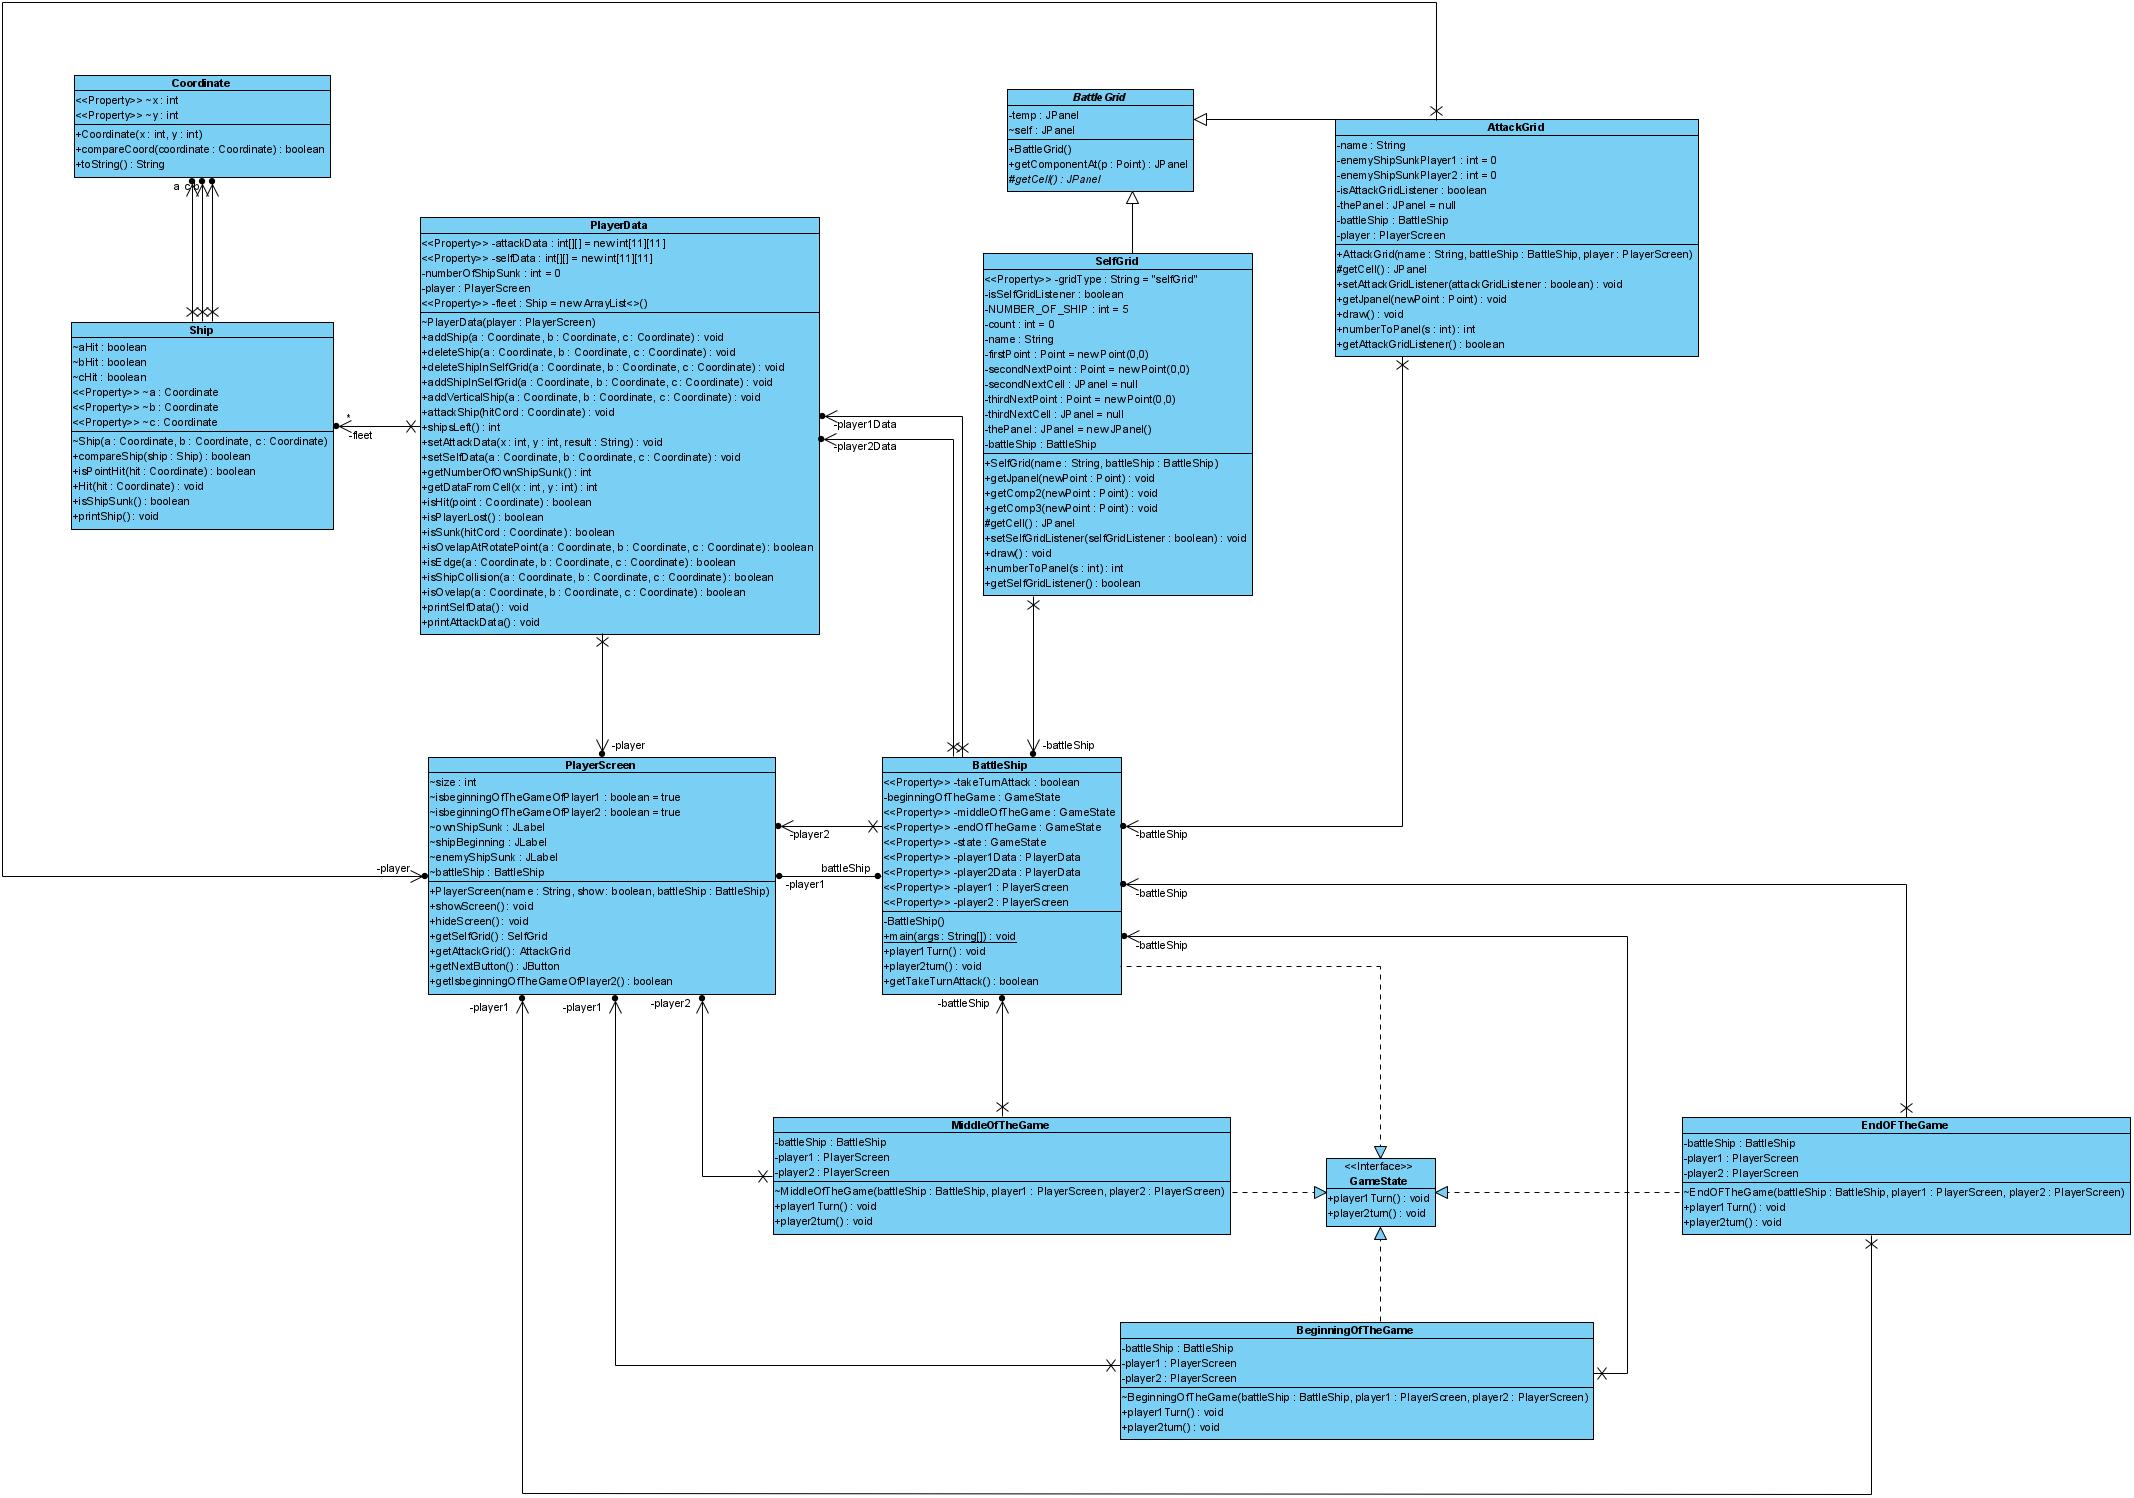 Coordinate
<<Property>> ~x : int
<<Property>> ~y : int
+Coordinate(x : int, y : int)
+compareCoord(coordinate : Coordinate) : boolean
+toString() : String
a c
Ship
~aHit : boolean
~bHit : boolean
~cHit : boolean
<<Property>> ~a : Coordinate
<<Property>> ~b : Coordinate
<<Property>> ~c : Coordinate
~Ship(a : Coordinate, b : Coordinate, c : Coordinate)
+compareShip(ship : Ship) : boolean
+isPointHit(hit : Coordinate) : boolean
+Hit(hit : Coordinate) : void
+isShipSunk() : boolean
+printShip() : void
*
-fleet
PlayerData
<<Property>> -attackData : int[][] = new int[11][11]
<<Property>> -selfData : int[][] = new int[11][11]
-numberOfShipSunk : int = 0
-player : PlayerScreen
<<Property>> -fleet : Ship = new ArrayList<>()
~PlayerData(player : PlayerScreen)
+addShip(a : Coordinate, b : Coordinate, c : Coordinate) : void
+deleteShip(a : Coordinate, b : Coordinate, c : Coordinate) : void
+deleteShipInSelfGrid(a : Coordinate, b : Coordinate, c : Coordinate) : void
+addShipInSelfGrid(a : Coordinate, b : Coordinate, c : Coordinate) : void
+addVerticalShip(a : Coordinate, b : Coordinate, c : Coordinate) : void
+attackShip(hitCord : Coordinate) : void
+shipsLeft() : int
+setAttackData(x : int, y : int, result : String) : void
+setSelfData(a : Coordinate, b : Coordinate, c : Coordinate) : void
+getNumberOfOwnShipSunk() : int
+getDataFromCell(x : int, y : int) : int
+isHit(point : Coordinate) : boolean
+isPlayerLost() : boolean
+isSunk(hitCord : Coordinate) : boolean
+isOvelapAtRotatePoint(a : Coordinate, b : Coordinate, c : Coordinate) : boolean
+isEdge(a : Coordinate, b : Coordinate, c : Coordinate) : boolean
+isShipCollision(a : Coordinate, b : Coordinate, c : Coordinate) : boolean
+isOvelap(a : Coordinate, b : Coordinate, c : Coordinate) : boolean
+printSelfData() : void
+printAttackData() : void
-player1Data
-player2Data
BattleGrid
-temp : JPanel
~self : JPanel
+BattleGrid()
+getComponentAt(p : Point) : JPanel
#getCell() : JPanel
AttackGrid
-name : String
-enemyShipSunkPlayer1 : int = 0
-enemyShipSunkPlayer2 : int = 0
-isAttackGridListener : boolean
-thePanel : JPanel = null
-battleShip : BattleShip
-player : PlayerScreen
+AttackGrid(name : String, battleShip : BattleShip, player : PlayerScreen)
#getCell() : JPanel
+setAttackGridListener(attackGridListener : boolean) : void
+getJpanel(newPoint : Point) : void
+draw() : void
+numberToPanel(s : int) : int
+getAttackGridListener() : boolean
SelfGrid
<<Property>> -gridType : String = "selfGrid"
-isSelfGridListener : boolean
-NUMBER_OF_SHIP : int = 5
-count : int = 0
-name : String
-firstPoint : Point = new Point(0,0)
-secondNextPoint : Point = new Point(0,0)
-secondNextCell : JPanel = null
-thirdNextPoint : Point = new Point(0,0)
-thirdNextCell : JPanel = null
-thePanel : JPanel = new JPanel()
-battleShip : BattleShip
+SelfGrid(name : String, battleShip : BattleShip)
+getJpanel(newPoint : Point) : void
+getComp2(newPoint : Point) : void
+getComp3(newPoint : Point) : void
#getCell() : JPanel
+setSelfGridListener(selfGridListener : boolean) : void
+draw() : void
+numberToPanel(s : int) : int
+getSelfGridListener() : boolean
-player
-battleShip
PlayerScreen
~size : int
~isbeginningOfTheGameOfPlayer1 : boolean = true
~isbeginningOfTheGameOfPlayer2 : boolean = true
~ownShipSunk : JLabel
~shipBeginning : JLabel
~enemyShipSunk : JLabel
~battleShip : BattleShip
+PlayerScreen(name : String, show : boolean, battleShip : BattleShip)
+showScreen() : void
+hideScreen() : void
+getSelfGrid() : SelfGrid
+getAttackGrid() : AttackGrid
+getNextButton() : JButton
+getIsbeginningOfTheGameOfPlayer2() : boolean
-player
-player2
battleShip
-player1
BattleShip
<<Property>> -takeTurnAttack : boolean
-beginningOfTheGame : GameState
<<Property>> -middleOfTheGame : GameState
<<Property>> -endOfTheGame : GameState
<<Property>> -state : GameState
<<Property>> -player1Data : PlayerData
<<Property>> -player2Data : PlayerData
<<Property>> -player1 : PlayerScreen
<<Property>> -player2 : PlayerScreen
-BattleShip()
+main(args : String[]) : void
+player1Turn() : void
+player2turn() : void
+getTakeTurnAttack() : boolean
-battleShip
-battleShip
-battleShip
-player1
-player1
-player2
-battleShip
MiddleOfTheGame
-battleShip : BattleShip
-player1 : PlayerScreen
-player2 : PlayerScreen
~MiddleOfTheGame(battleShip : BattleShip, player1 : PlayerScreen, player2 : PlayerScreen)
+player1Turn() : void
+player2turn() : void
<<Interface>>
GameState
+player1Turn() : void
+player2turn() : void
EndOFTheGame
-battleShip : BattleShip
-player1 : PlayerScreen
-player2 : PlayerScreen
~EndOFTheGame(battleShip : BattleShip, player1 : PlayerScreen, player2 : PlayerScreen)
+player1Turn() : void
+player2turn() : void
BeginningOfTheGame
-battleShip : BattleShip
-player1 : PlayerScreen
-player2 : PlayerScreen
~BeginningOfTheGame(battleShip : BattleShip, player1 : PlayerScreen, player2 : PlayerScreen)
+player1Turn() : void
+player2turn() : void